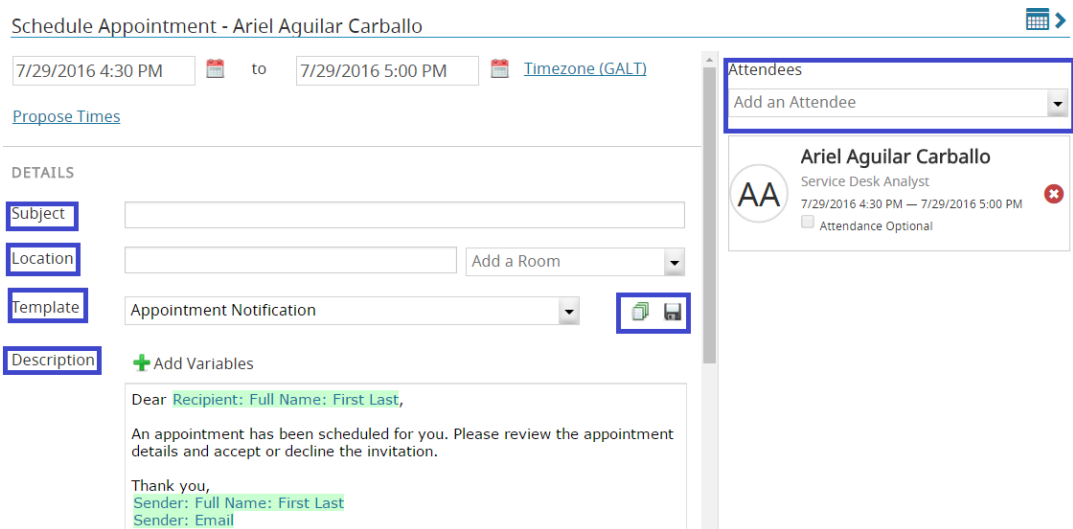 Schedule Appointment - Ariel Aguilar Carballo
7/29/2016 4:30 PM to 7/29/2016 5:00 PM Timezone (GALT)
Propose Times
DETAILS
Subject
Location Add a Room
Template Appointment Notification
Description Add Variables
Dear Recipient: Full Name: First Last,
An appointment has been scheduled for you. Please review the appointment
details and accept or decline the invitation.
Thank you,
Sender: Full Name: First Last
Sender: Email
Attendees
Add an Attendee
AA
Ariel Aguilar Carballo
Service Desk Analyst
7/29/2016 4:30 PM — 7/29/2016 5:00 PM
Attendance Optional